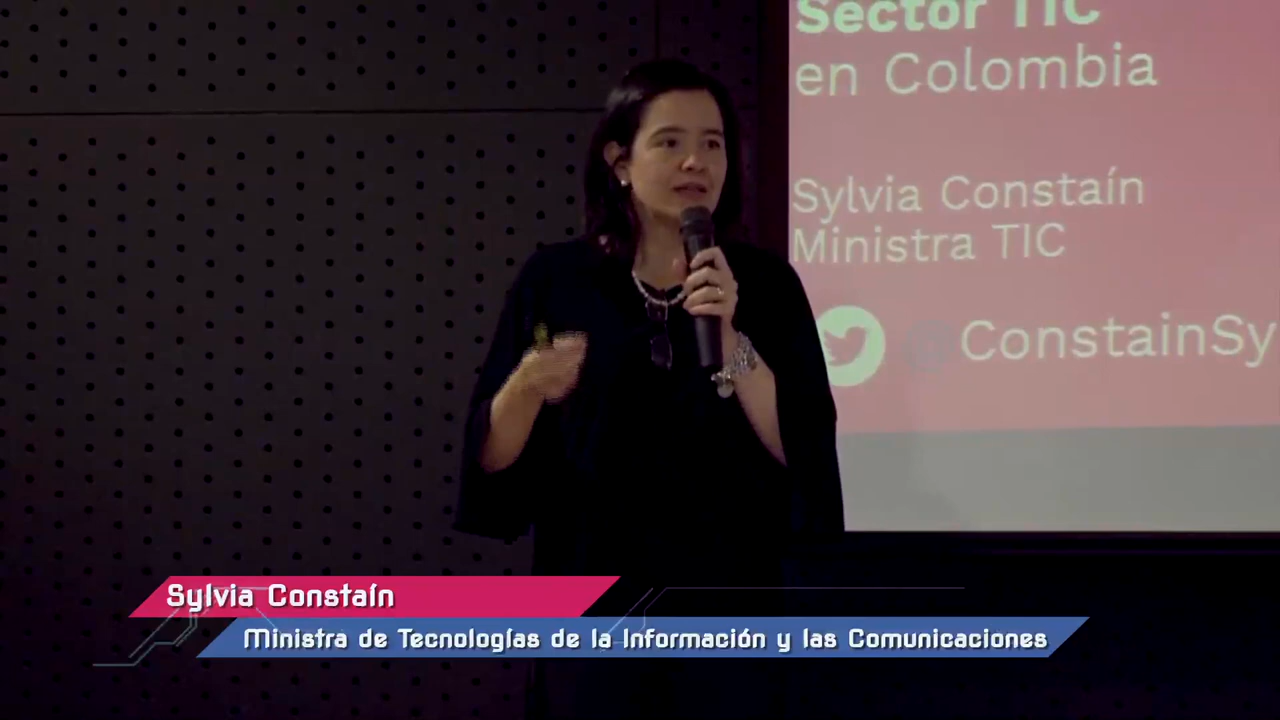 Sector TIC
en Colombia
Sylvia Constaín
Ministra TIC
@ConstainSy
Sylvia Constaín
Ministra de Tecnologías de la Información y las Comunicaciones